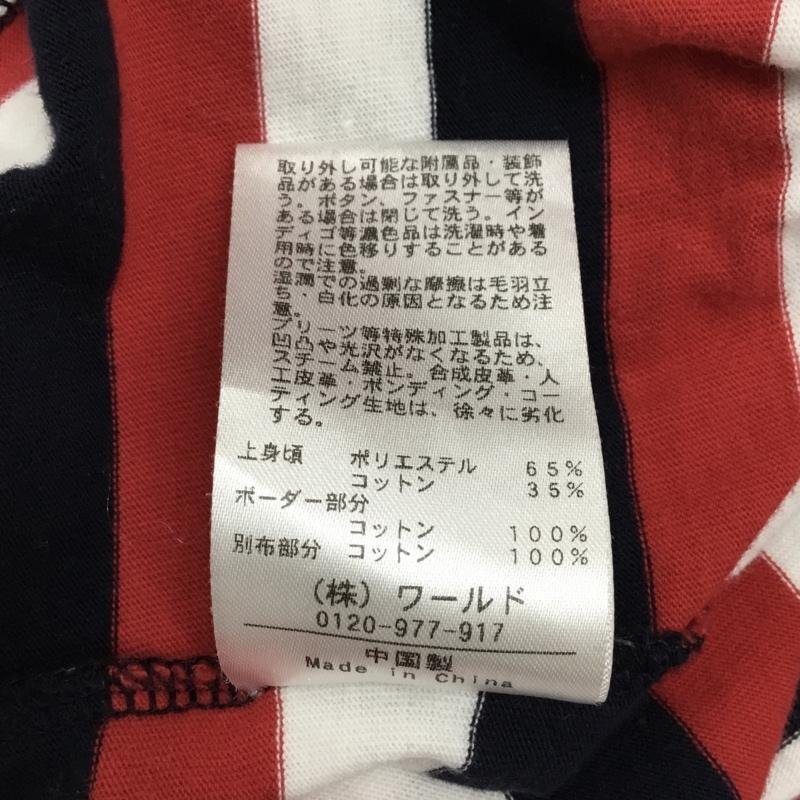 取り外し可能な附属品・装飾
品がある場合は取り外して洗
う。ボタン、ファスナー等が
ある場合は閉じて洗う。イン
ディゴ等濃色品は洗濯時や着
用時に色移りすることがある
ので注意。
湿潤での過剰な摩擦は毛羽立
ち・白化の原因となるため注
意。
プリーツ等特殊加工製品は、
凹凸や光沢がなくなるため、
スチーム禁止。合成皮革・人
工皮革・ボンディング・コー
ティング生地は、徐々に劣化
する。
上身頃 ポリエステル 65%
コットン 35%
ボーダー部分
コットン 100%
別布部分 コットン 100%
(株)ワールド
0120-977-917
中国製
Made in China